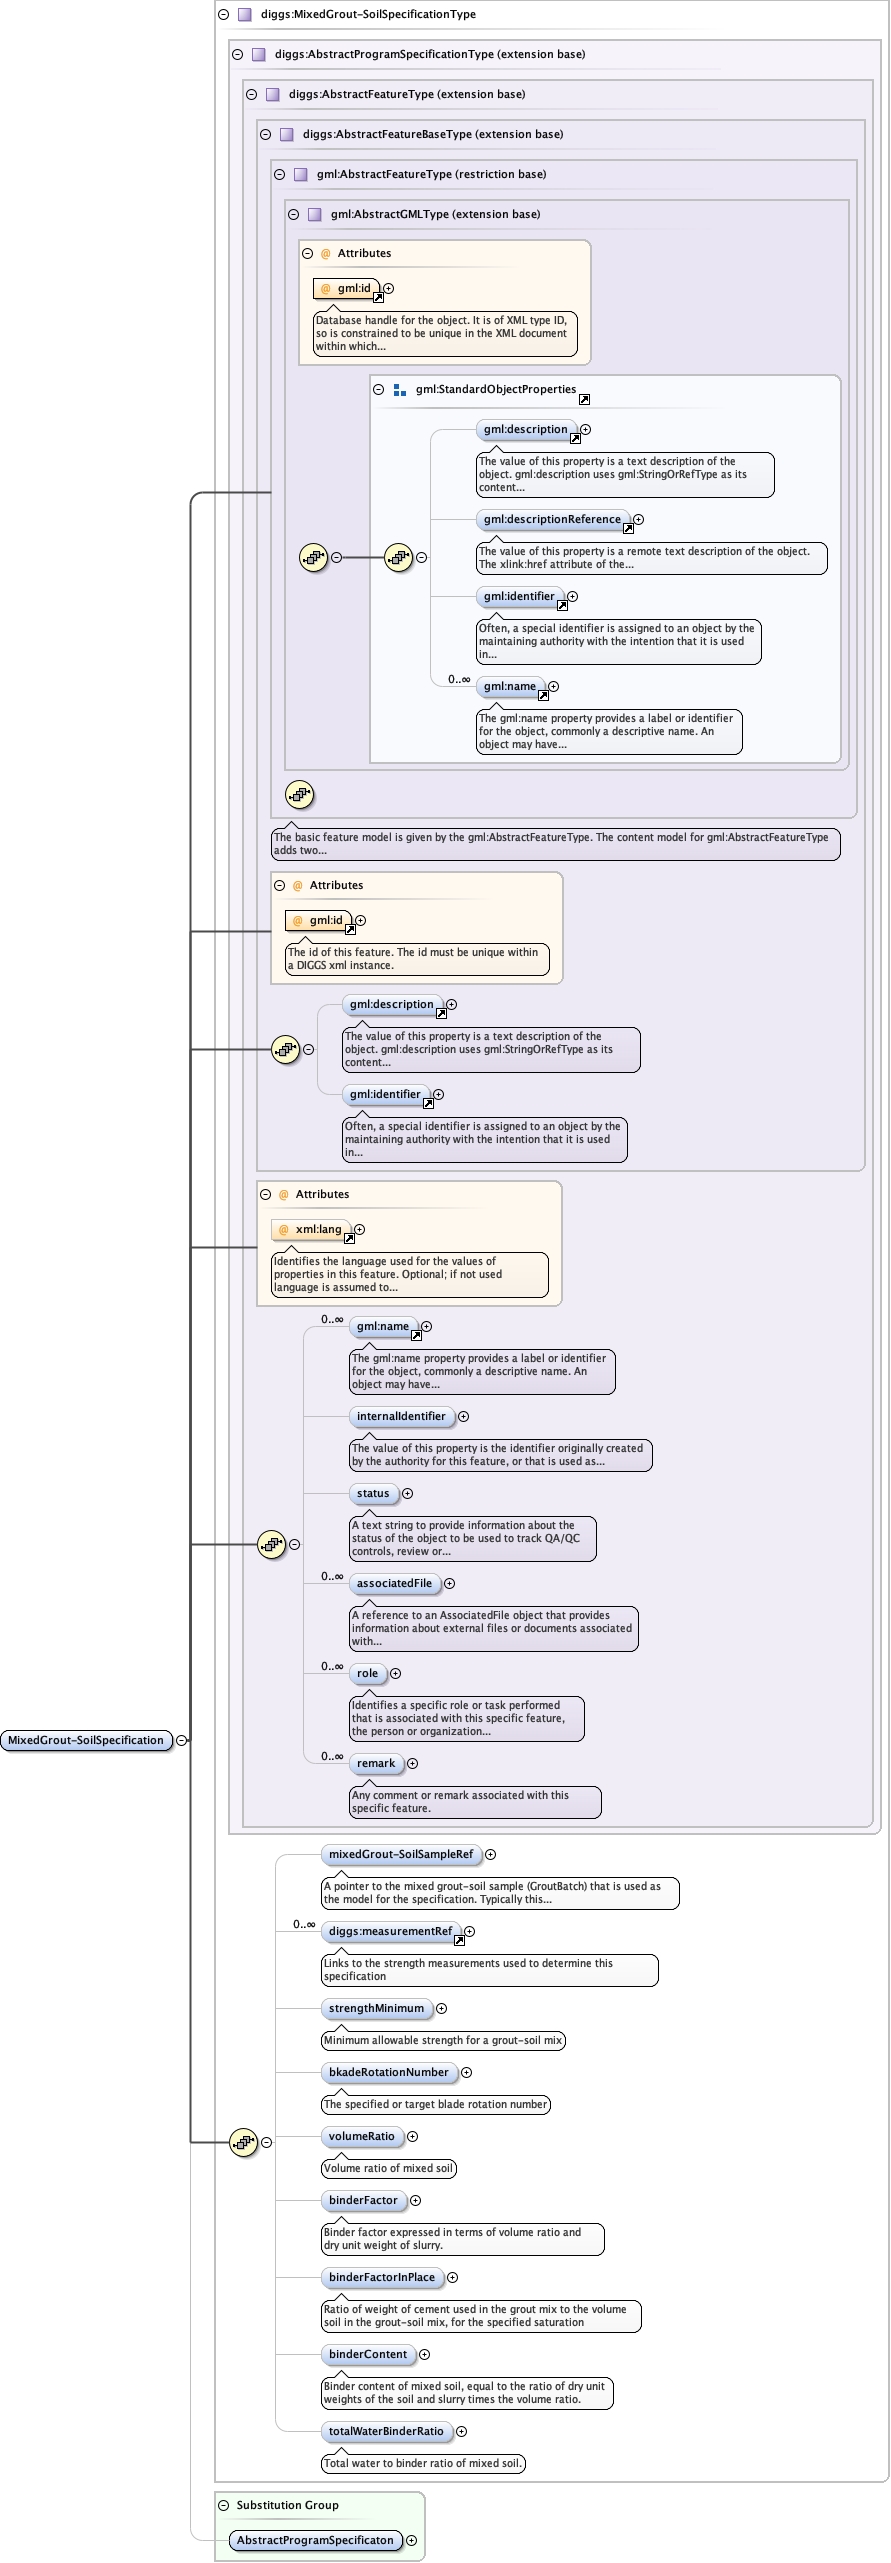 diggs:MixedGrout-SoilSpecificationType
diggs:AbstractProgramSpecificationType (extension base)
diggs:AbstractFeatureType (extension base)
diggs:AbstractFeatureBaseType (extension base)
gml:AbstractFeatureType (restriction base)
gml:AbstractGMLType (extension base)
@ Attributes
@ gml:id
Database handle for the object. It is of XML type ID,
so is constrained to be unique in the XML document
within which...
gml:StandardObjectProperties
gml:description
The value of this property is a text description of the
object. gml:description uses gml:StringOrRefType as its
content...
gml:descriptionReference
The value of this property is a remote text description of the object.
The xlink:href attribute of the...
gml:identifier
Often, a special identifier is assigned to an object by the
maintaining authority with the intention that it is used
in...
0..∞
gml:name
The gml:name property provides a label or identifier
for the object, commonly a descriptive name. An
object may have...
The basic feature model is given by the gml:AbstractFeatureType. The content model for gml:AbstractFeatureType
adds two...
@ Attributes
@ gml:id
The id of this feature. The id must be unique within
a DIGGS xml instance.
gml:description
The value of this property is a text description of the
object. gml:description uses gml:StringOrRefType as its
content...
gml:identifier
Often, a special identifier is assigned to an object by the
maintaining authority with the intention that it is used
in...
@ Attributes
@ xml:lang
Identifies the language used for the values of
properties in this feature. Optional; if not used
language is assumed to...
0..∞
gml:name
The gml:name property provides a label or identifier
for the object, commonly a descriptive name. An
object may have...
internalIdentifier
The value of this property is the identifier originally created
by the authority for this feature, or that is used as...
status
A text string to provide information about the
status of the object to be used to track QA/QC
controls, review or...
0..∞
associatedFile
A reference to an AssociatedFile object that provides
information about external files or documents associated
with...
0..∞
role
Identifies a specific role or task performed
that is associated with this specific feature,
the person or organization...
MixedGrout-SoilSpecification
0..∞
remark
Any comment or remark associated with this
specific feature.
mixedGrout-SoilSampleRef
A pointer to the mixed grout-soil sample (GroutBatch) that is used as
the model for the specification. Typically this...
0..∞
diggs:measurementRef
Links to the strength measurements used to determine this
specification
strengthMinimum
Minimum allowable strength for a grout-soil mix
bkadeRotationNumber
The specified or target blade rotation number
volumeRatio
Volume ratio of mixed soil
binderFactor
Binder factor expressed in terms of volume ratio and
dry unit weight of slurry.
binderFactorInPlace
Ratio of weight of cement used in the grout mix to the volume
soil in the grout-soil mix, for the specified saturation
binderContent
Binder content of mixed soil, equal to the ratio of dry unit
weights of the soil and slurry times the volume ratio.
totalWaterBinderRatio
Total water to binder ratio of mixed soil.
Substitution Group
AbstractProgramSpecificaton